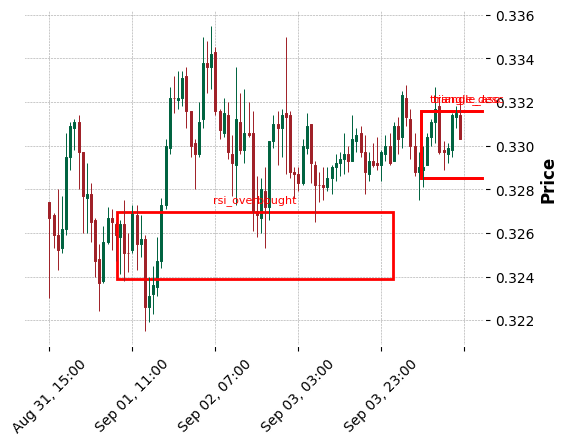 0.336
0.334
0.332
0.330
0.328
0.326
0.324
0.322
Price
rsi_overbought
Aug 31, 15:00
Sep 01, 11:00
Sep 02, 07:00
Sep 03, 03:00
Sep 03, 23:00